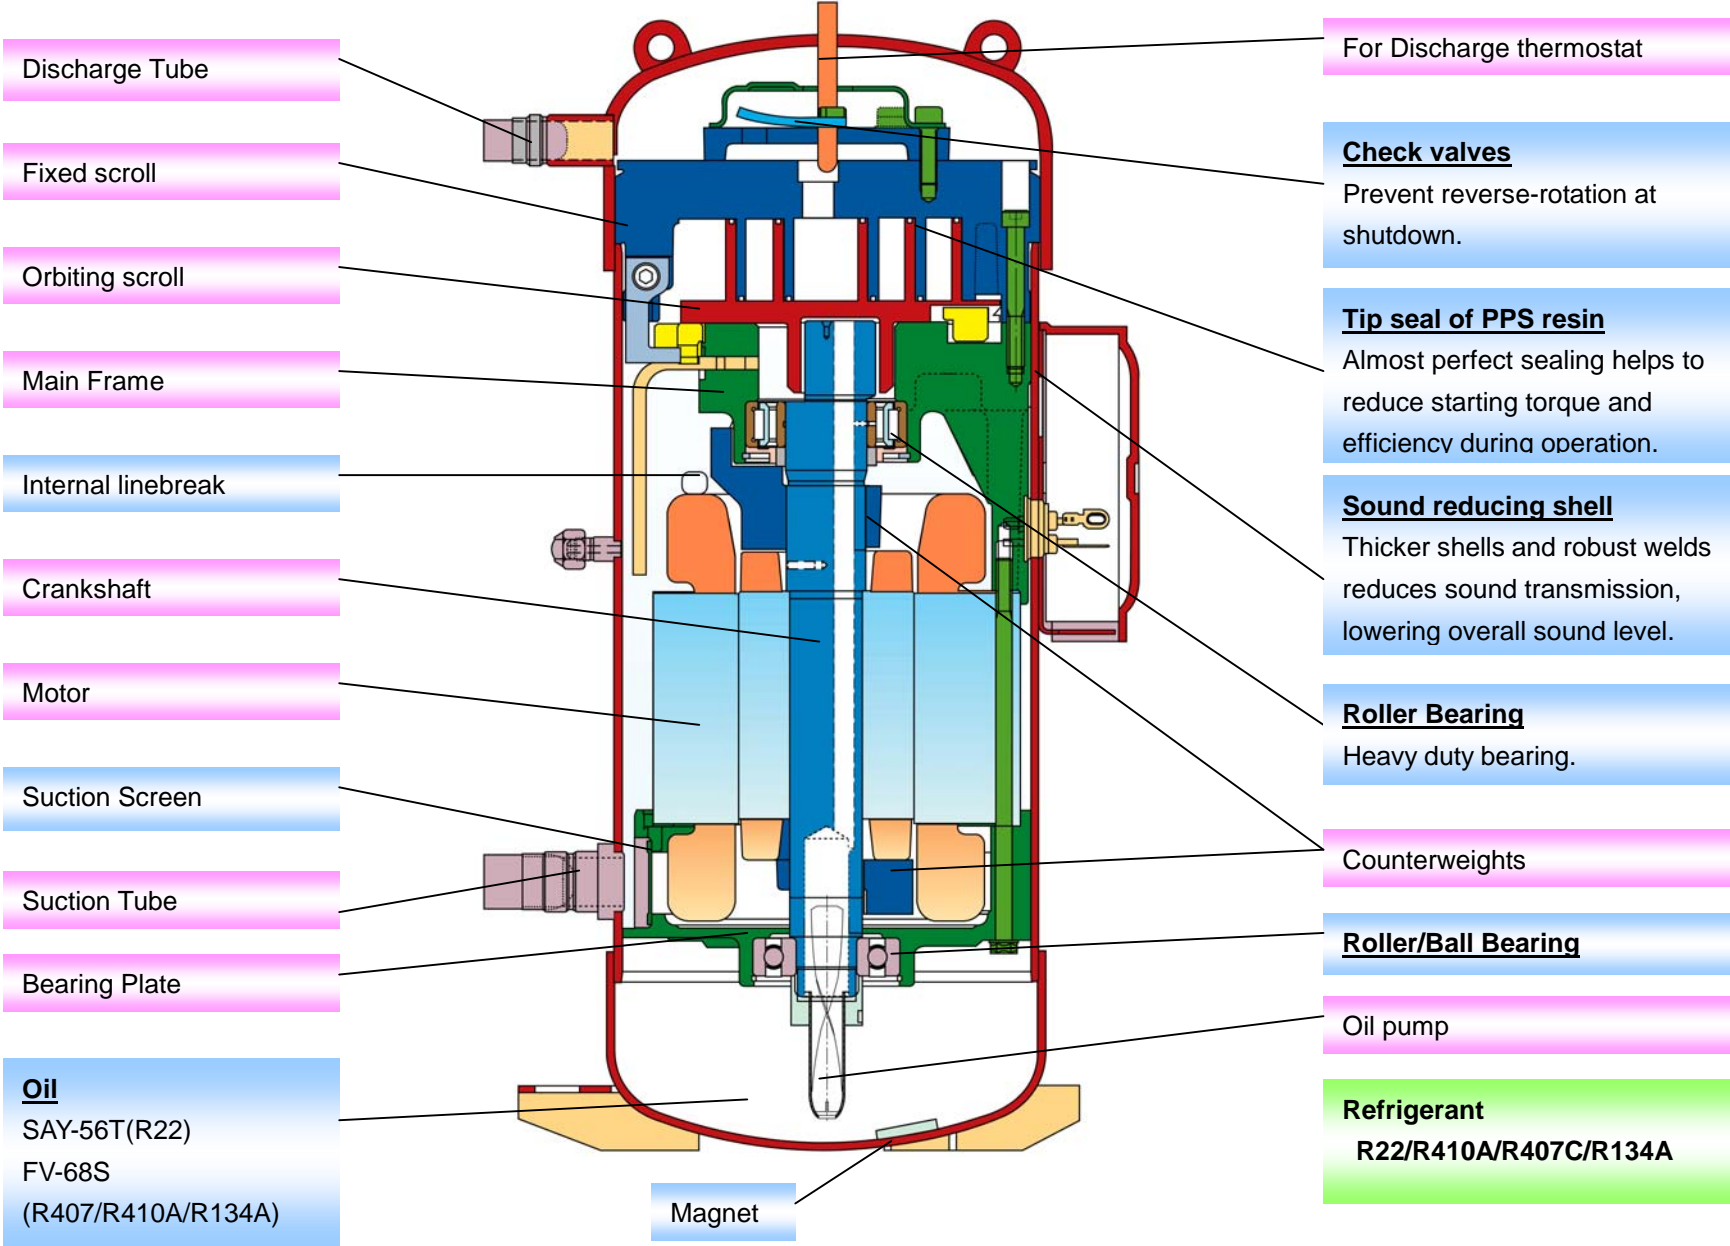 Discharge Tube
Fixed scroll
Orbiting scroll
Main Frame
Internal linebreak
Crankshaft
Motor
Suction Screen
Suction Tube
Bearing Plate
Oil
SAY-56T(R22)
FV-68S
(R407/R410A/R134A)
Magnet
For Discharge thermostat
Check valves
Prevent reverse-rotation at
shutdown.
Tip seal of PPS resin
Almost perfect sealing helps to
reduce starting torque and
efficiency during operation.
Sound reducing shell
Thicker shells and robust welds
reduces sound transmission,
lowering overall sound level.
Roller Bearing
Heavy duty bearing.
Counterweights
Roller/Ball Bearing
Oil pump
Refrigerant
R22/R410A/R407C/R134A